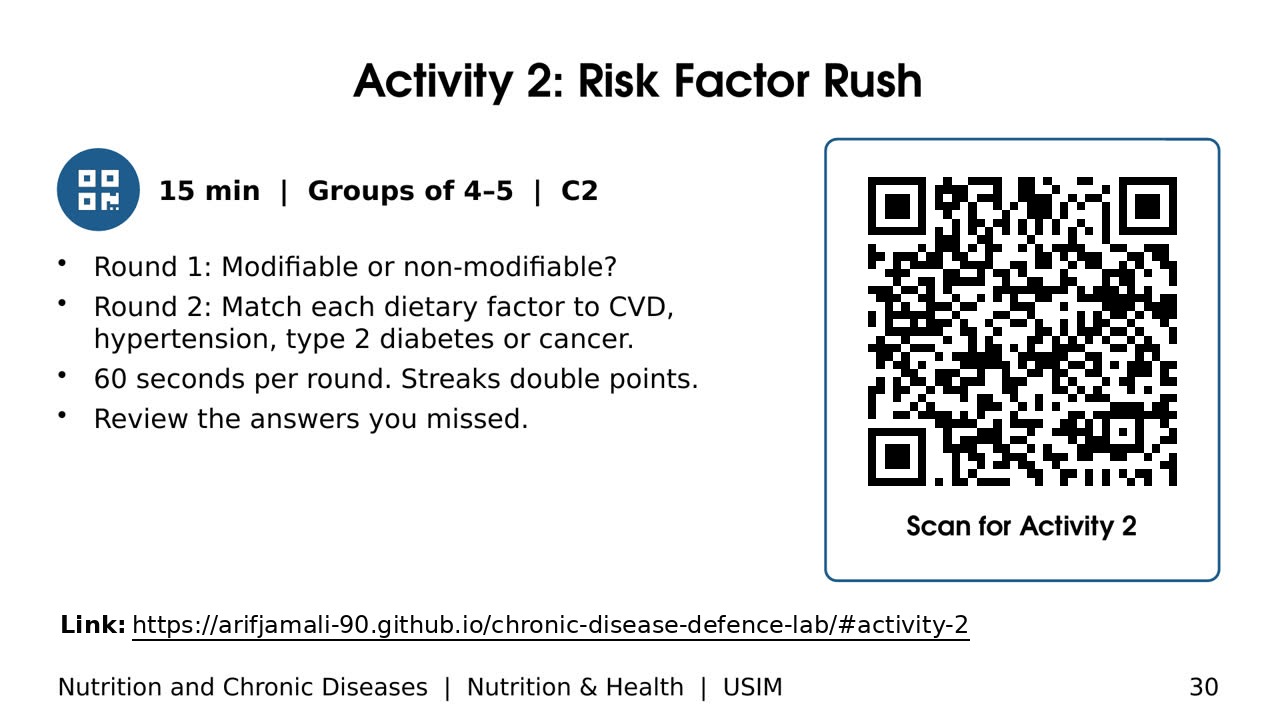 Activity 2: Risk Factor Rush
15 min | Groups of 4–5 | C2
• Round 1: Modifiable or non-modifiable?
• Round 2: Match each dietary factor to CVD,
hypertension, type 2 diabetes or cancer.
• 60 seconds per round. Streaks double points.
• Review the answers you missed.
Scan for Activity 2
Link: https://arifjamali-90.github.io/chronic-disease-defence-lab/#activity-2
Nutrition and Chronic Diseases | Nutrition & Health | USIM
30